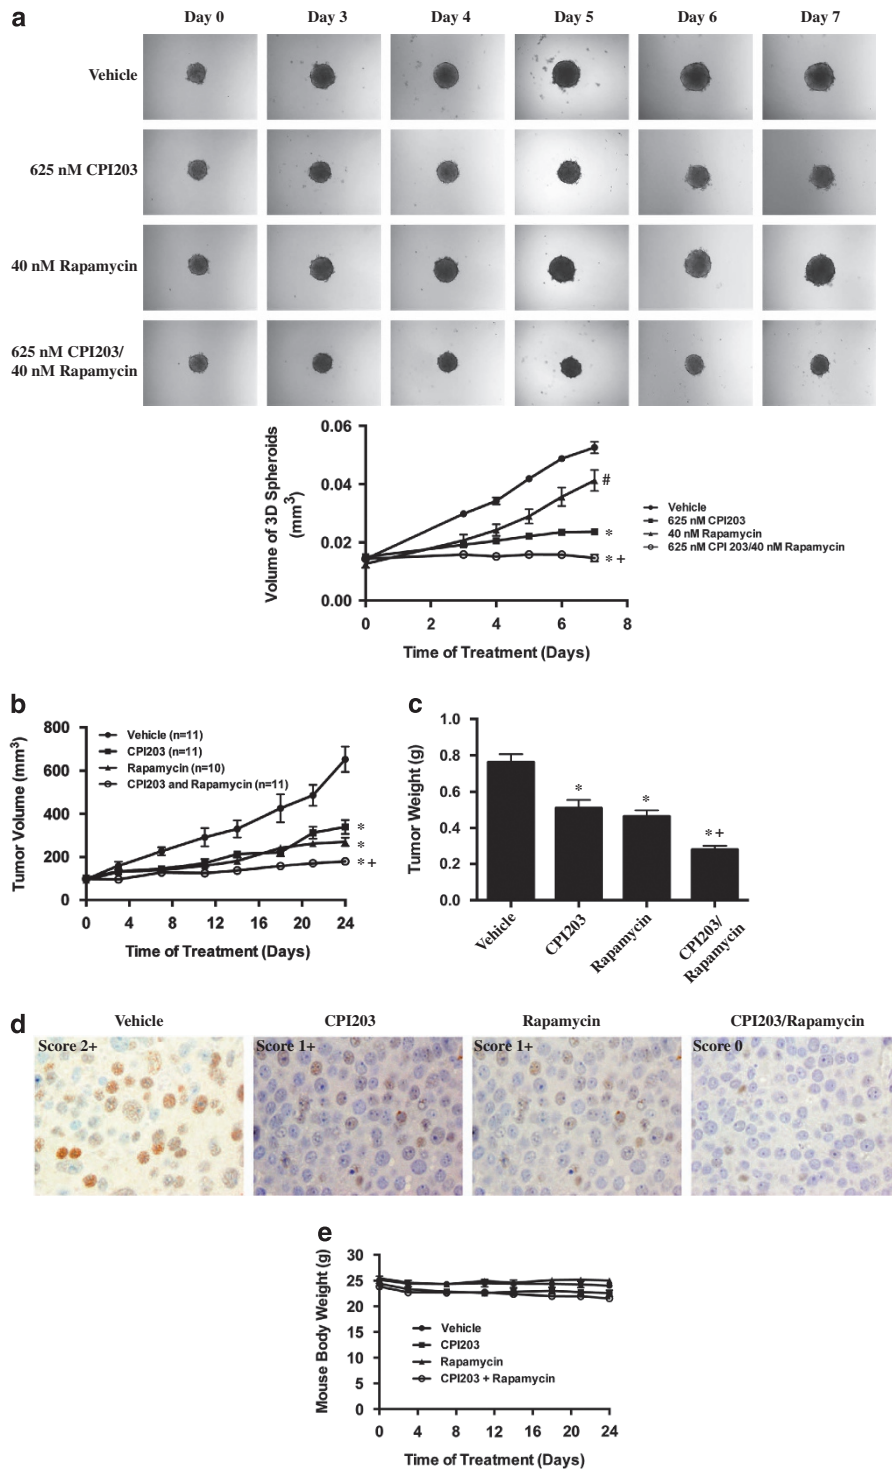 a
Day 0 Day 3 Day 4 Day 5 Day 6 Day 7
Vehicle
625 nM CPI203
40 nM Rapamycin
625 nM CPI203/
40 nM Rapamycin
Volume of 3D Spheroids
(mm3)
0.06
0.04
0.02
0.00
#
*
* +
0 2 4 6 8
Time of Treatment (Days)
Vehicle
625 nM CPI203
40 nM Rapamycin
625 nM CPI 203/40 nM Rapamycin
b
Tumor Volume (mm3)
800
600
400
200
0
Vehicle (n=11)
CPI203 (n=11)
Rapamycin (n=10)
CPI203 and Rapamycin (n=11)
*
*
* +
0 4 8 12 16 20 24
Time of Treatment (Days)
c
Tumor Weight (g)
1.0
0.8
0.6
0.4
0.2
0.0
*
*
* +
Vehicle
CPI203
Rapamycin
CPI203/
Rapamycin
d
Vehicle CPI203 Rapamycin CPI203/Rapamycin
Score 2+ Score 1+ Score 1+ Score 0
e
Mouse Body Weight (g)
30
25
20
15
10
5
0
Vehicle
CPI203
Rapamycin
CPI203 + Rapamycin
0 4 8 12 16 20 24
Time of Treatment (Days)